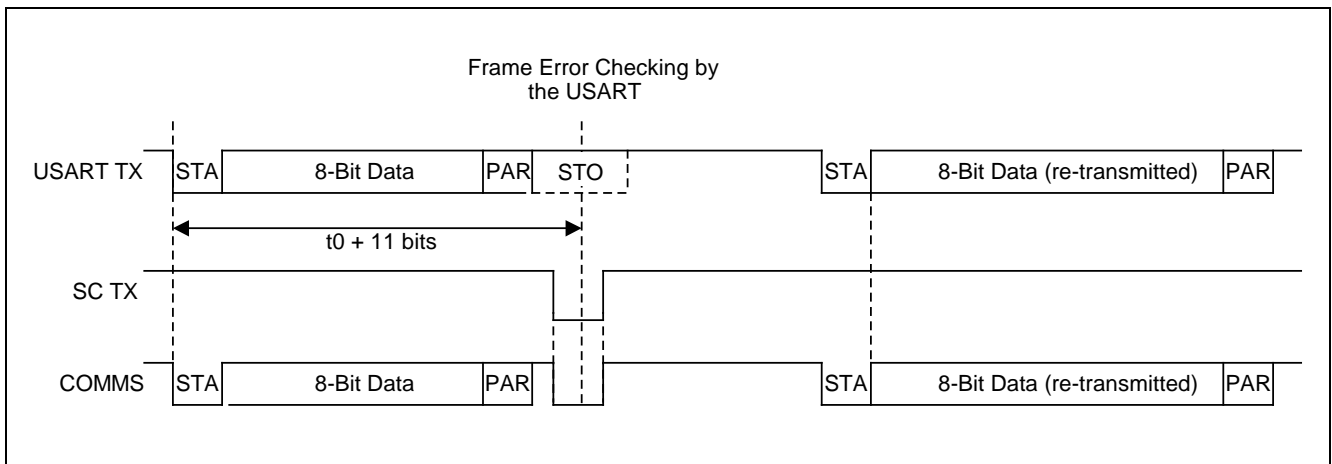 Frame Error Checking by
the USART
USART TX STA 8-Bit Data PAR STO STA 8-Bit Data (re-transmitted) PAR
t0 + 11 bits
SC TX
COMMS STA 8-Bit Data PAR STA 8-Bit Data (re-transmitted) PAR